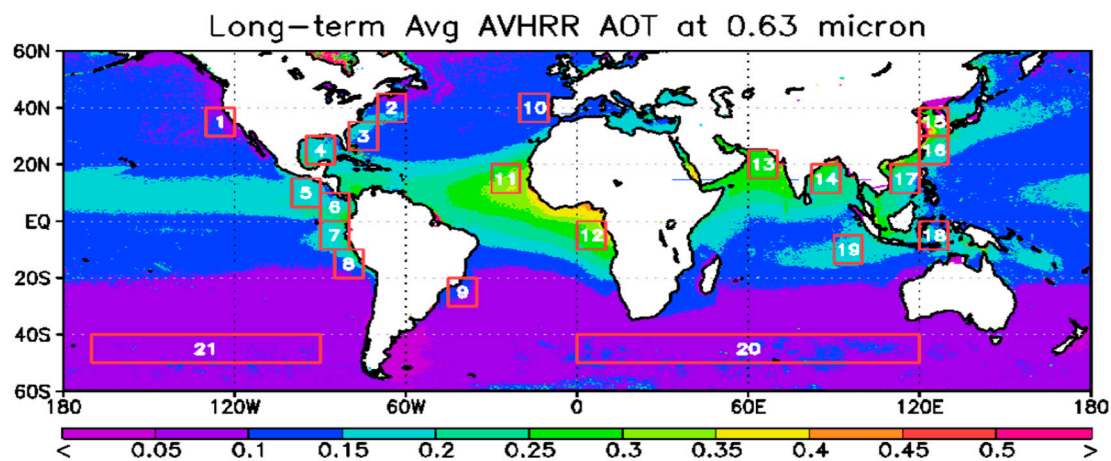 Long-term Avg AVHRR AOT at 0.63 micron
60N
40N
1 2 3 10 15
20N
4 16
5 11 13 14 17
EQ
6 7 12 18
20S
8 9 19
40S
21 20
60S
180 120W 60W 0 60E 120E 180
< 0.05 0.1 0.15 0.2 0.25 0.3 0.35 0.4 0.45 0.5 >